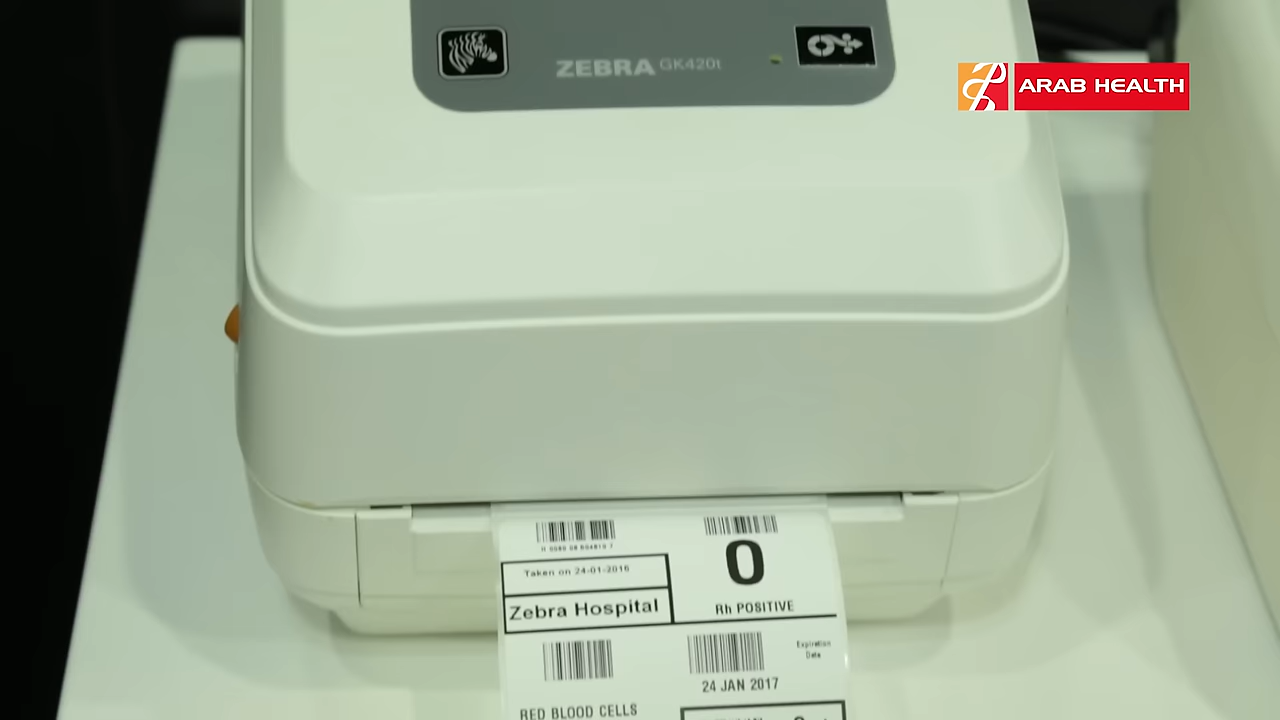 ZEBRA GK420t
ARAB HEALTH
Taken on 24-01-2016
Zebra Hospital
O
Rh POSITIVE
Expiration
Date
24 JAN 2017
RED BLOOD CELLS